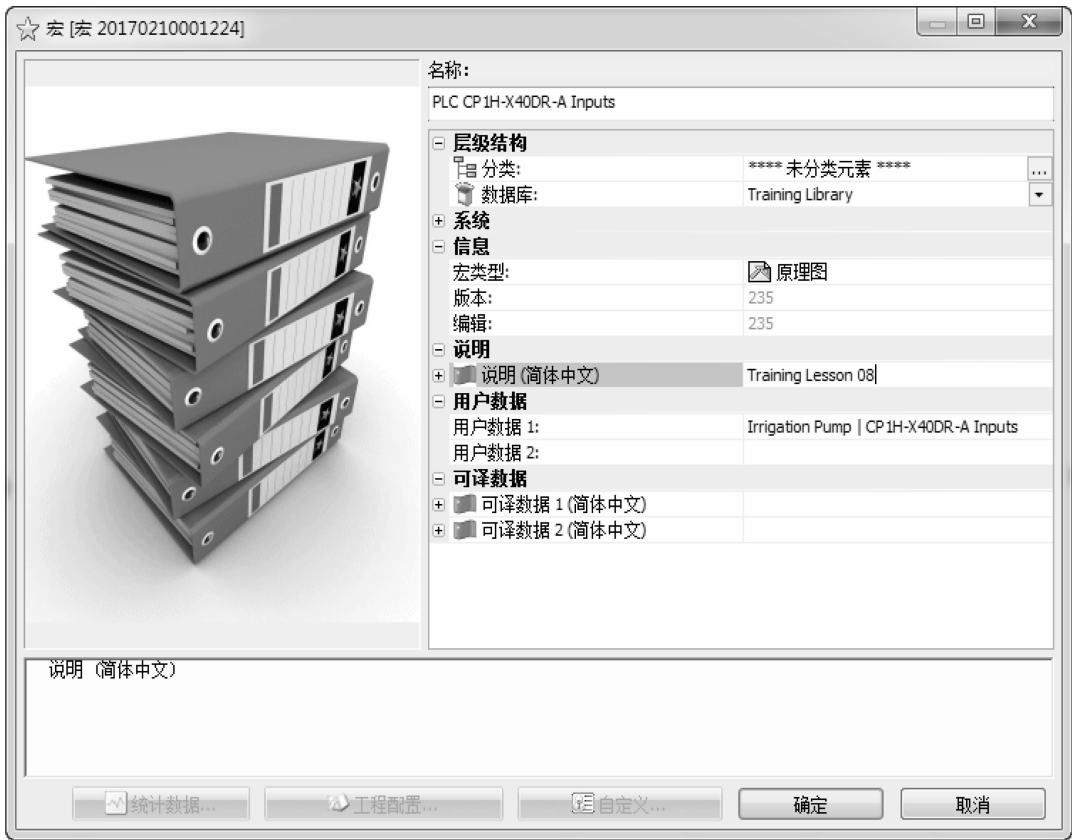 宏 [宏 20170210001224]
名称:
PLC CP1H-X40DR-A Inputs
层级结构
分类: **** 未分类元素 **** ...
数据库: Training Library
系统
信息
宏类型: 原理图
版本: 235
编辑: 235
说明
说明 (简体中文) Training Lesson 08
用户数据
用户数据 1: Irrigation Pump | CP1H-X40DR-A Inputs
用户数据 2:
可译数据
可译数据 1 (简体中文)
可译数据 2 (简体中文)
说明 (简体中文)
统计数据... 工程配置... 自定义... 确定 取消